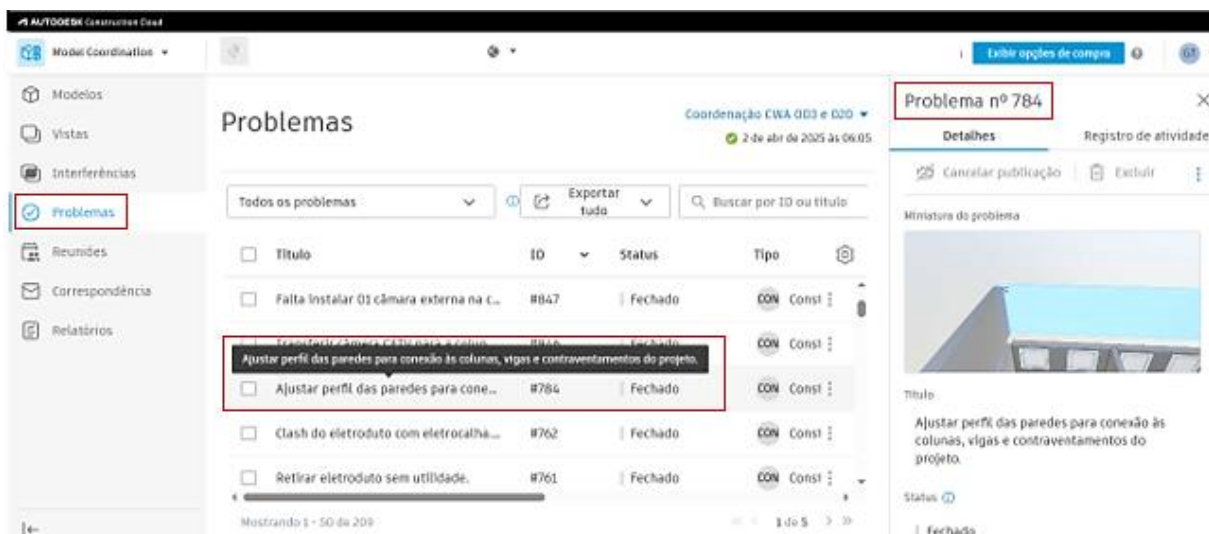 AUTODESK Construction Cloud
Model Coordination
Exibir opções de compra
GT
Modelos
Vistas
Interferências
Problemas
Reuniões
Correspondência
Relatórios
Problemas
Coordenação CWA 003 e 020
2 de abr de 2025 às 06:05
Todos os problemas
Exportar
tudo
Buscar por ID ou título
Título ID Status Tipo
Falta instalar 01 câmara externa na c... #847 Fechado CON Const
#846 CON Const
Ajustar perfil das paredes para conexão às colunas, vigas e contraventamentos do projeto.
Ajustar perfil das paredes para cone... #784 Fechado CON Const
Clash do eletroduto com eletrocalha... #762 Fechado CON Const
Retirar eletroduto sem utilidade. #761 Fechado CON Const
Mostrando 1 - 50 de 209
1 de 5
Problema nº 784
Detalhes Registro de atividade
Cancelar publicação Excluir
Miniatura do problema
Título
Ajustar perfil das paredes para conexão às
colunas, vigas e contraventamentos do
projeto.
Status
Fechado